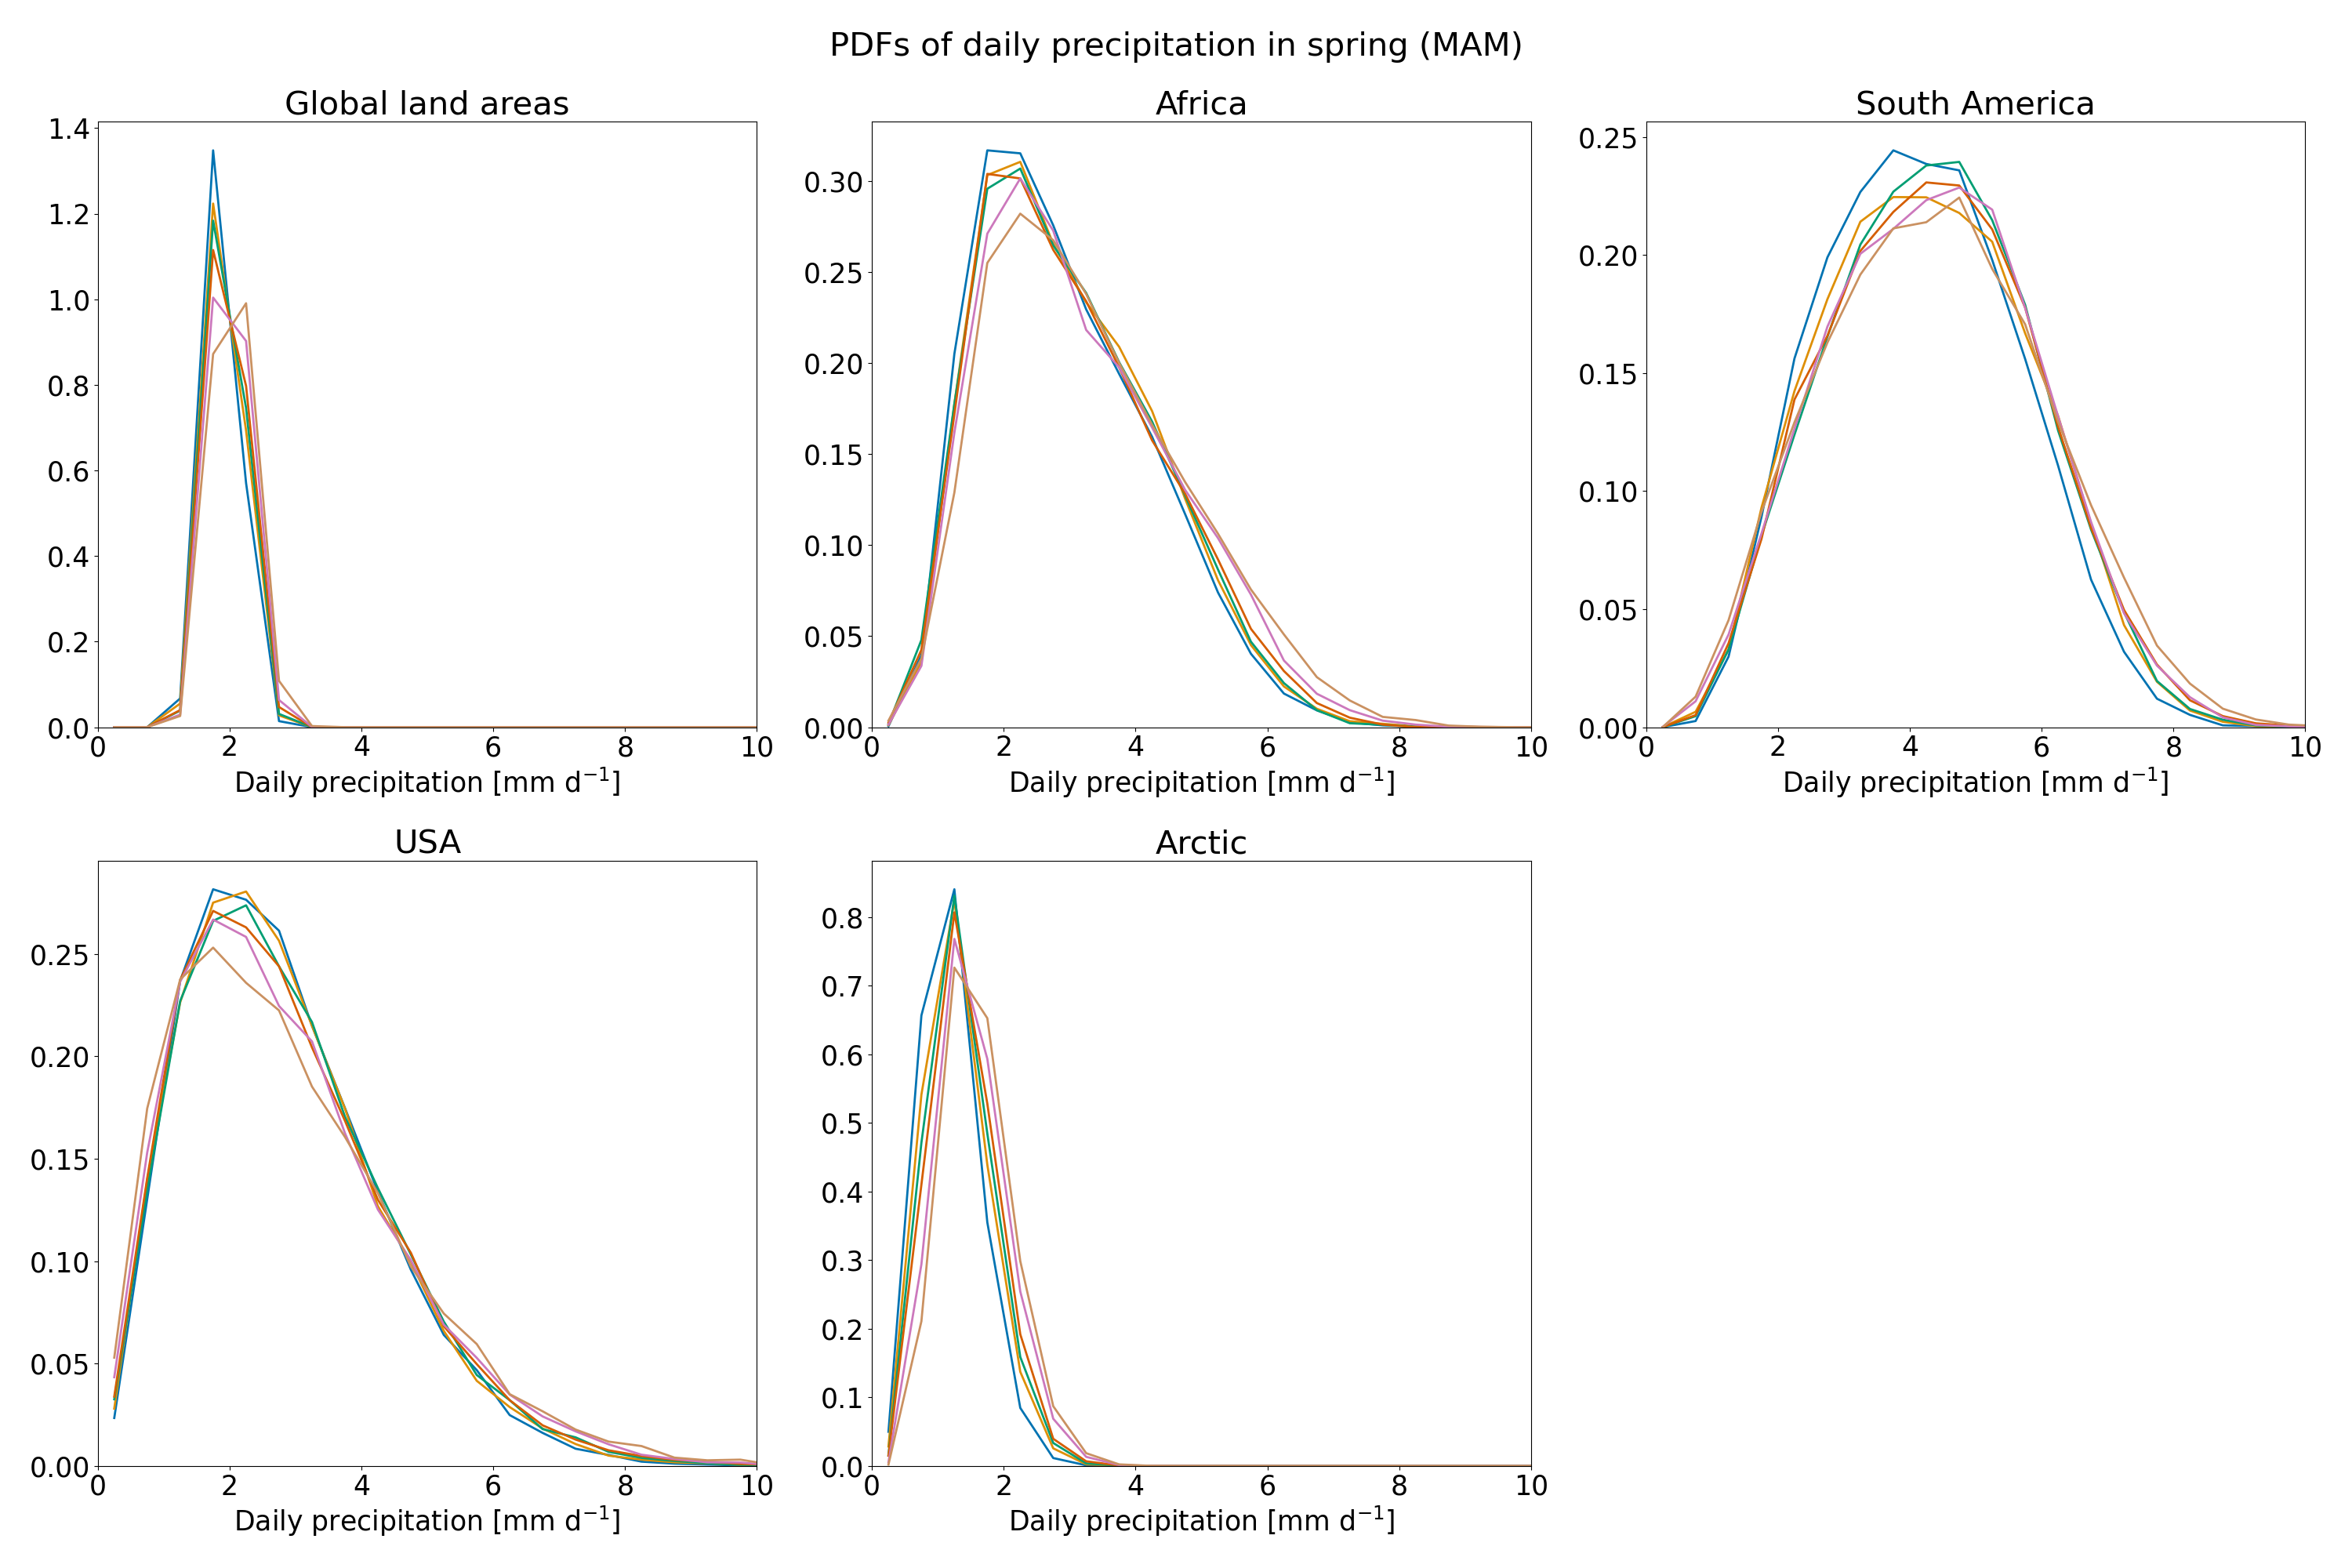 PDFs of daily precipitation in spring (MAM)
Global land areas
1.4
1.2
1.0
0.8
0.6
0.4
0.2
0.0
0 2 4 6 8 10
Daily precipitation [mm d⁻¹]
Africa
0.30
0.25
0.20
0.15
0.10
0.05
0.00
0 2 4 6 8 10
Daily precipitation [mm d⁻¹]
South America
0.25
0.20
0.15
0.10
0.05
0.00
0 2 4 6 8 10
Daily precipitation [mm d⁻¹]
USA
0.25
0.20
0.15
0.10
0.05
0.00
0 2 4 6 8 10
Daily precipitation [mm d⁻¹]
Arctic
0.8
0.7
0.6
0.5
0.4
0.3
0.2
0.1
0.0
0 2 4 6 8 10
Daily precipitation [mm d⁻¹]